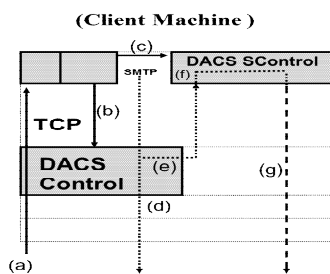 (Client Machine)
(c)
DACS SControl
SMTP
(f)
(b)
TCP
DACS
Control
(e)
(g)
(d)
(a)